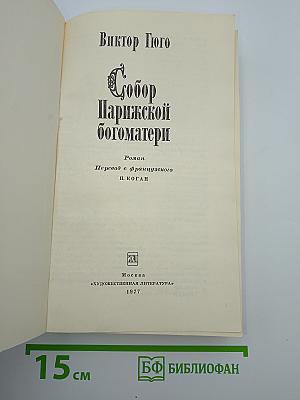 Виктор Гюго
Собор
Парижской
богоматери
Роман
Перевод с французского
Н. КОГАН
Москва
«ХУДОЖЕСТВЕННАЯ ЛИТЕРАТУРА»
1977
15 см
БФ БИБЛИОФАН